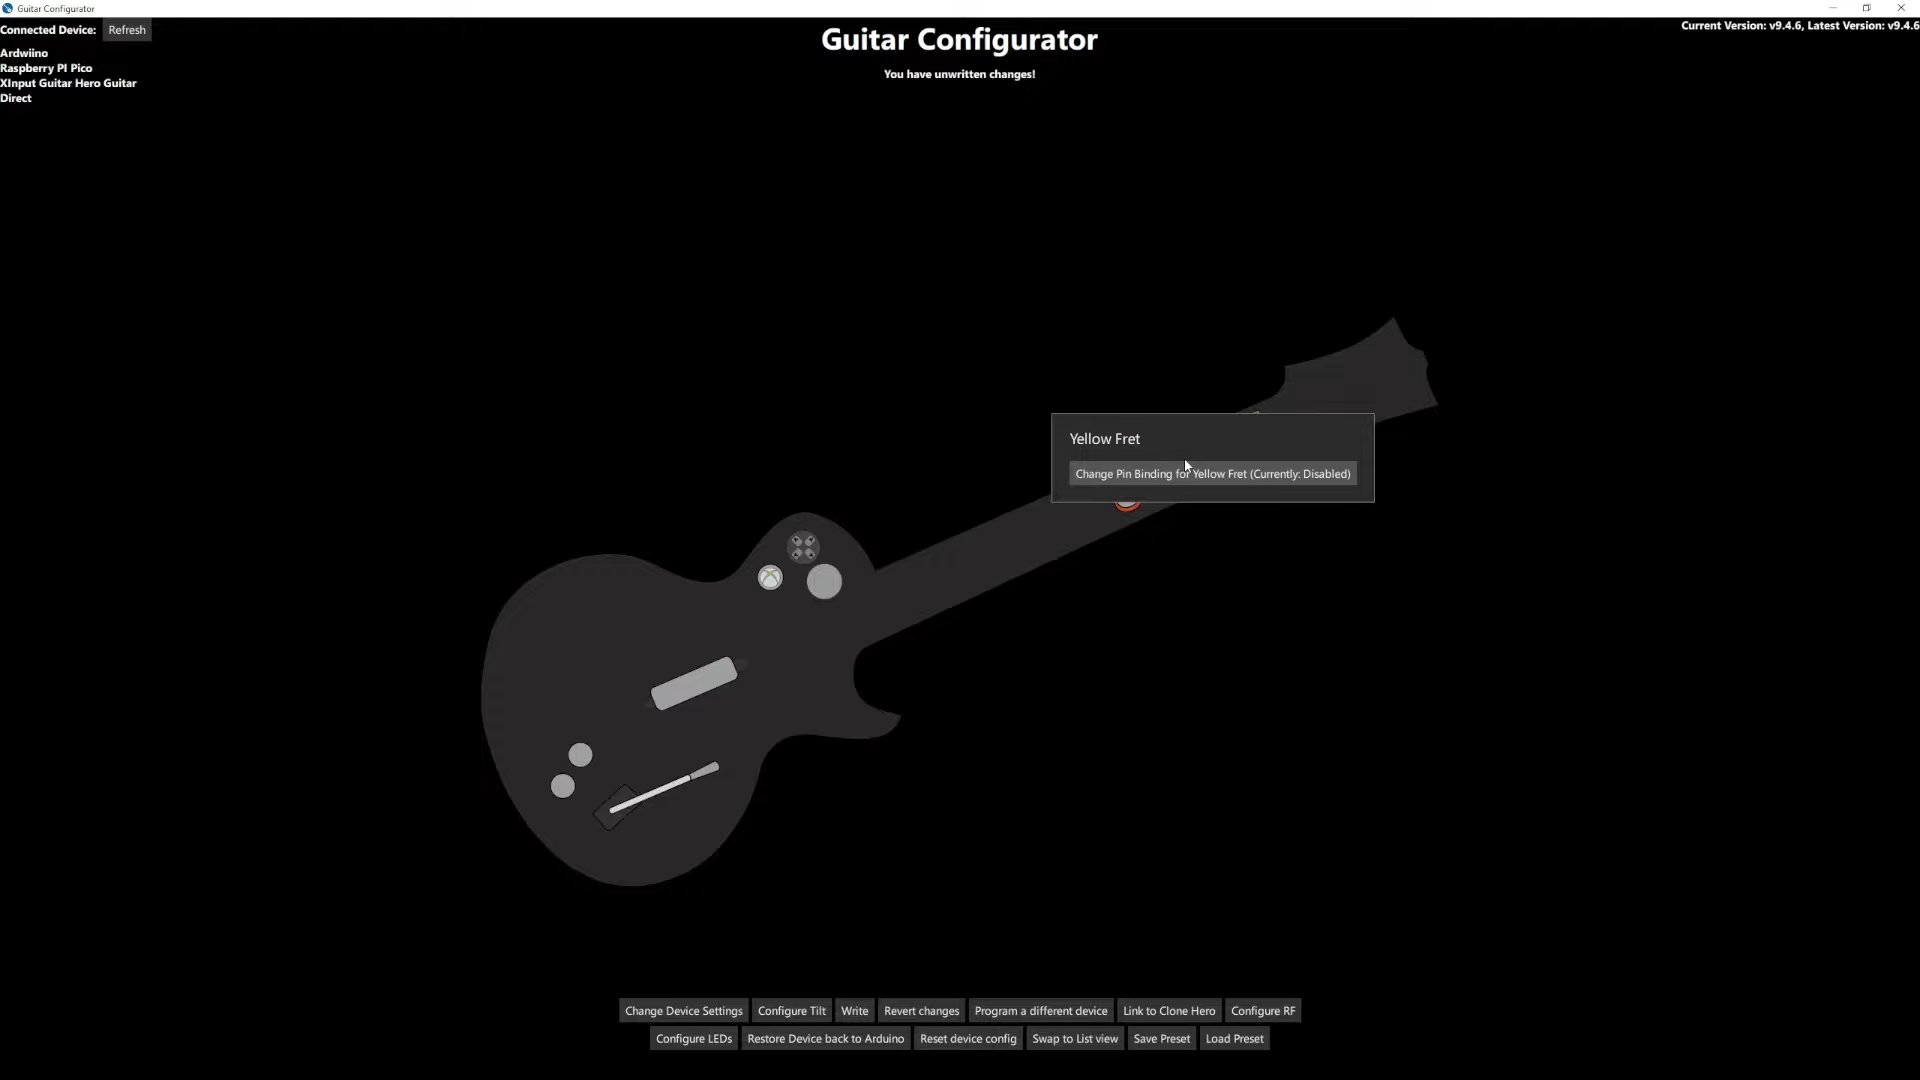 Guitar Configurator
Connected Device: Refresh
Ardwiino
Raspberry PI Pico
XInput Guitar Hero Guitar
Direct
Guitar Configurator
You have unwritten changes!
Current Version: v9.4.6, Latest Version: v9.4.6
Yellow Fret
Change Pin Binding for Yellow Fret (Currently: Disabled)
Change Device Settings Configure Tilt Write Revert changes Program a different device Link to Clone Hero Configure RF
Configure LEDs Restore Device back to Arduino Reset device config Swap to List view Save Preset Load Preset